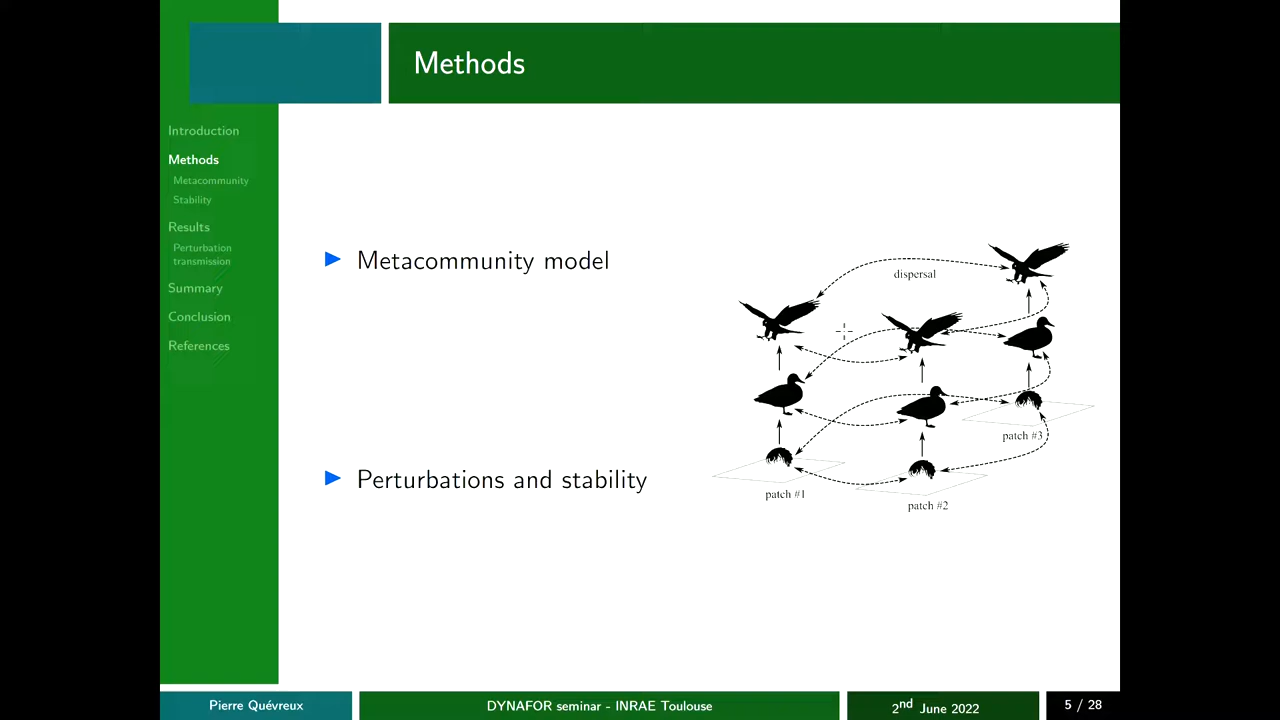 Methods
Introduction
Methods
Metacommunity
Stability
Results
Perturbation
transmission
Summary
Conclusion
References
Metacommunity model
Perturbations and stability
dispersal
patch #3
patch #1
patch #2
Pierre Quévreux
DYNAFOR seminar - INRAE Toulouse
2nd June 2022
5 / 28